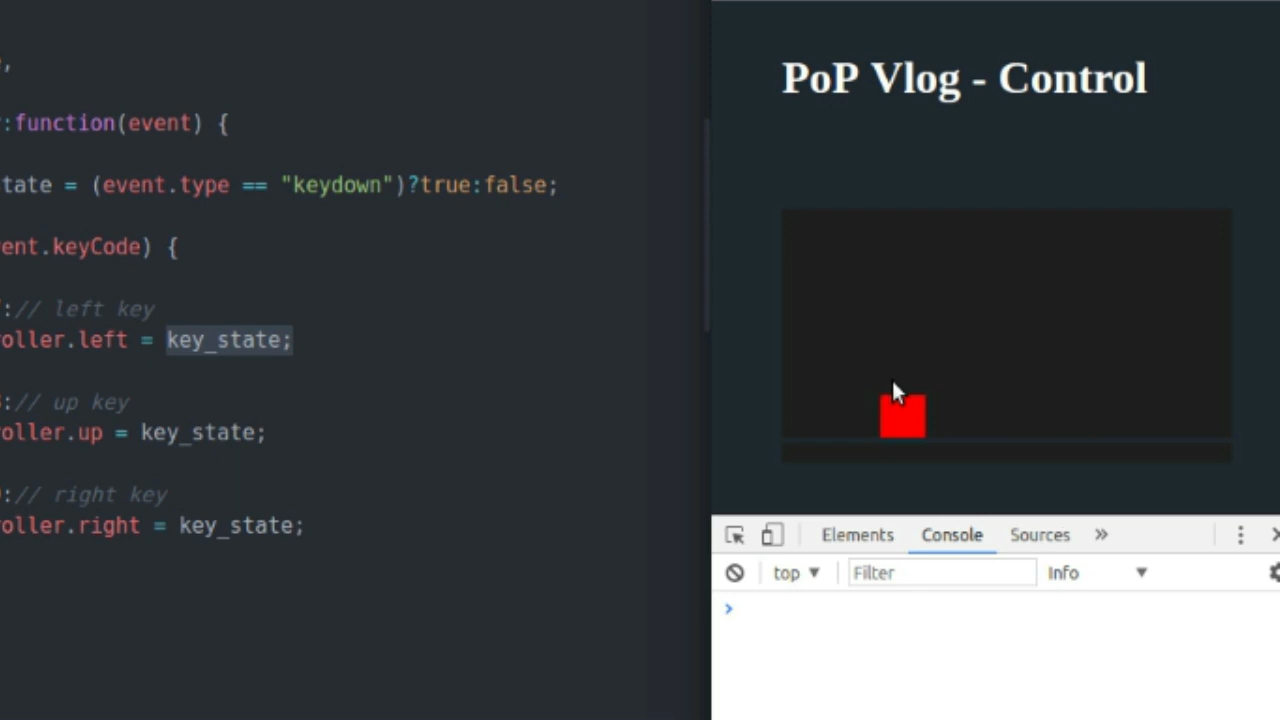 ,
:function(event) {
tate = (event.type == "keydown")?true:false;
ent.keyCode) {
:// left key
oller.left = key_state;
:// up key
oller.up = key_state;
:// right key
oller.right = key_state;
PoP Vlog - Control
Elements Console Sources »
top ▼ Filter Info ▼
›